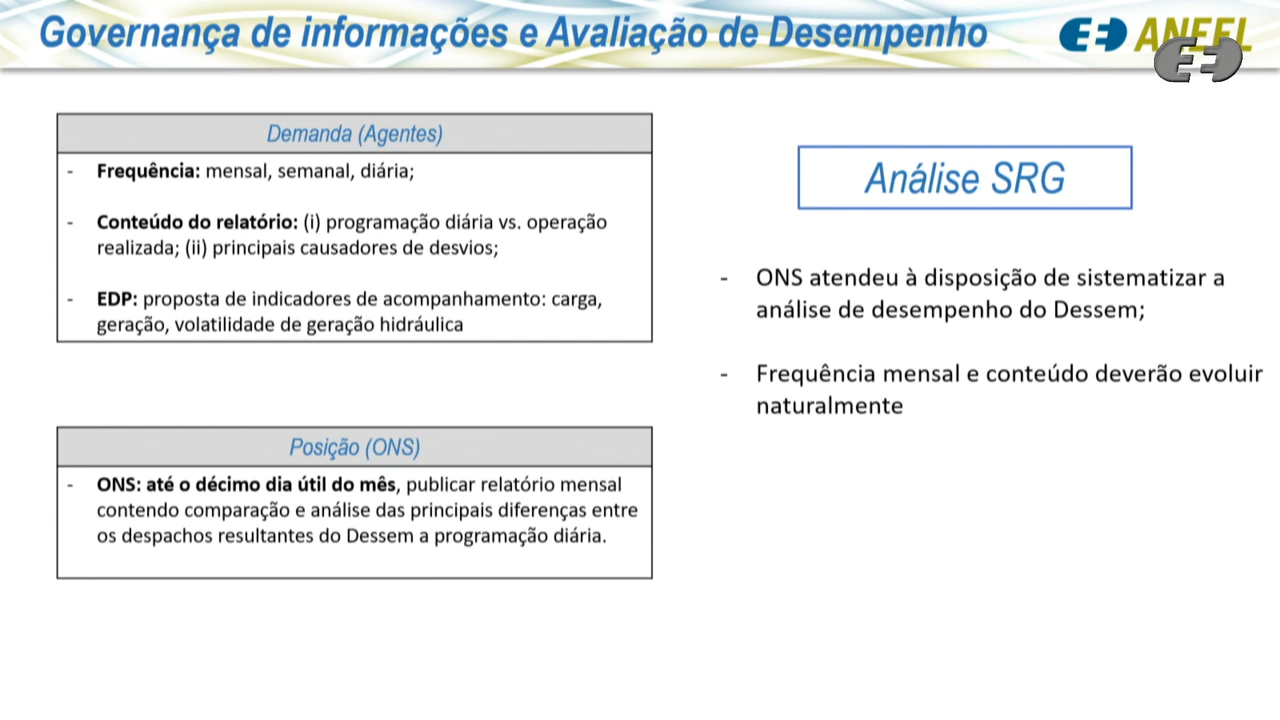 Governança de informações e Avaliação de Desempenho
ANEEL
Demanda (Agentes)
- Frequência: mensal, semanal, diária;
- Conteúdo do relatório: (i) programação diária vs. operação
realizada; (ii) principais causadores de desvios;
- EDP: proposta de indicadores de acompanhamento: carga,
geração, volatilidade de geração hidráulica
Posição (ONS)
- ONS: até o décimo dia útil do mês, publicar relatório mensal
contendo comparação e análise das principais diferenças entre
os despachos resultantes do Dessem a programação diária.
Análise SRG
- ONS atendeu à disposição de sistematizar a
análise de desempenho do Dessem;
- Frequência mensal e conteúdo deverão evoluir
naturalmente